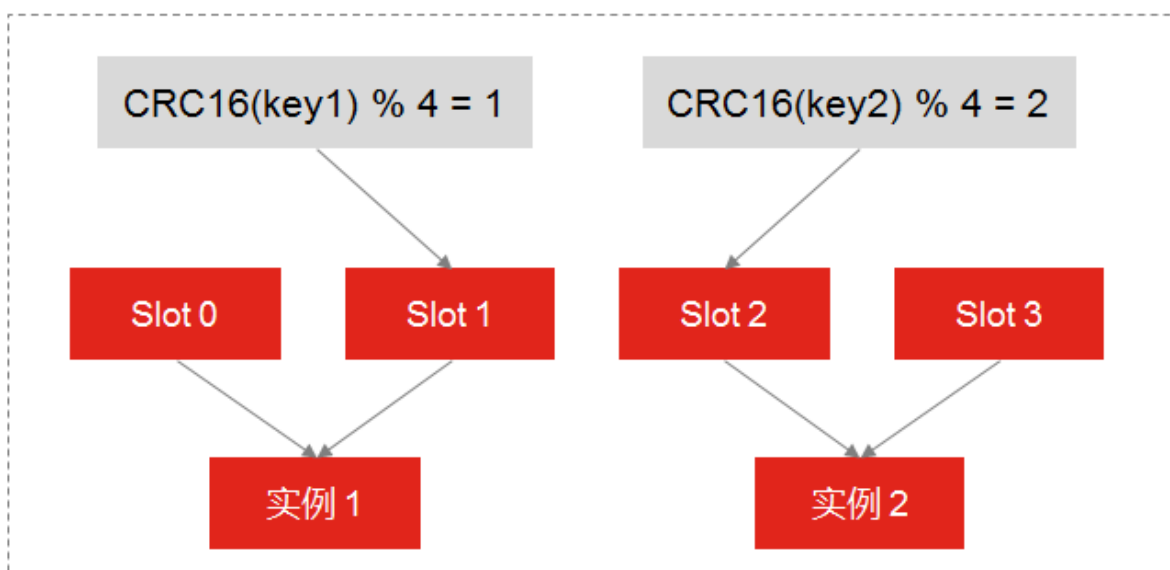 CRC16(key1) % 4 = 1
CRC16(key2) % 4 = 2
Slot 0
Slot 1
Slot 2
Slot 3
实例 1
实例 2